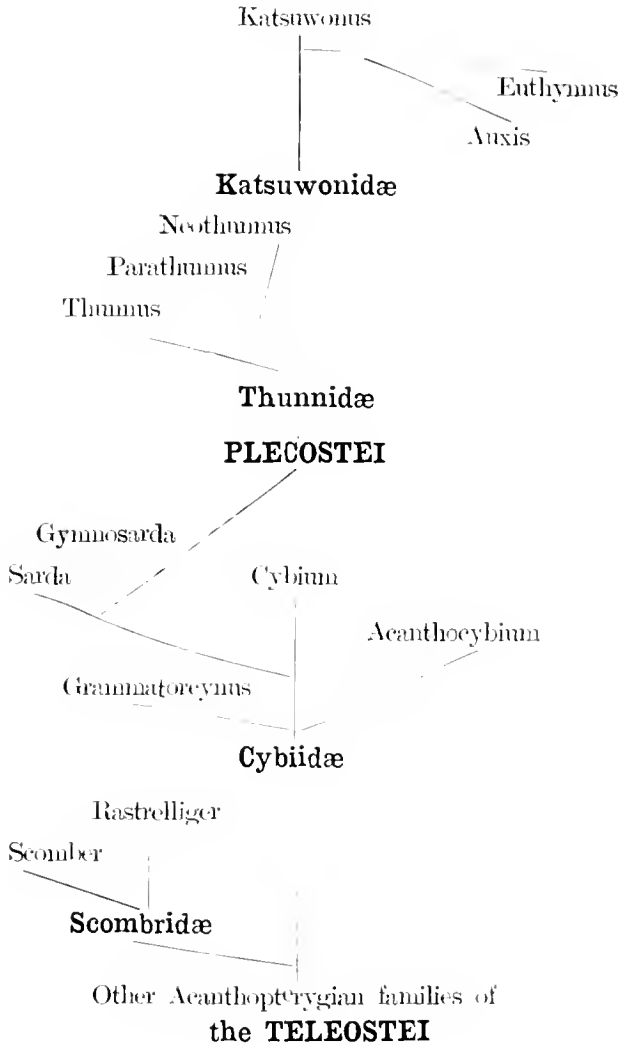 Katsuwonus
Euthymus
Auxis
Katsuwonidæ
Neothunnus
Parathunnus
Thunnus
Thunnidæ
PLECOSTEI
Gymnosarda
Sarda
Cybium
Acanthocybium
Grammatorcynus
Cybiidæ
Rastrelliger
Scomber
Scombridæ
Other Acanthopterygian families of
the TELEOSTEI